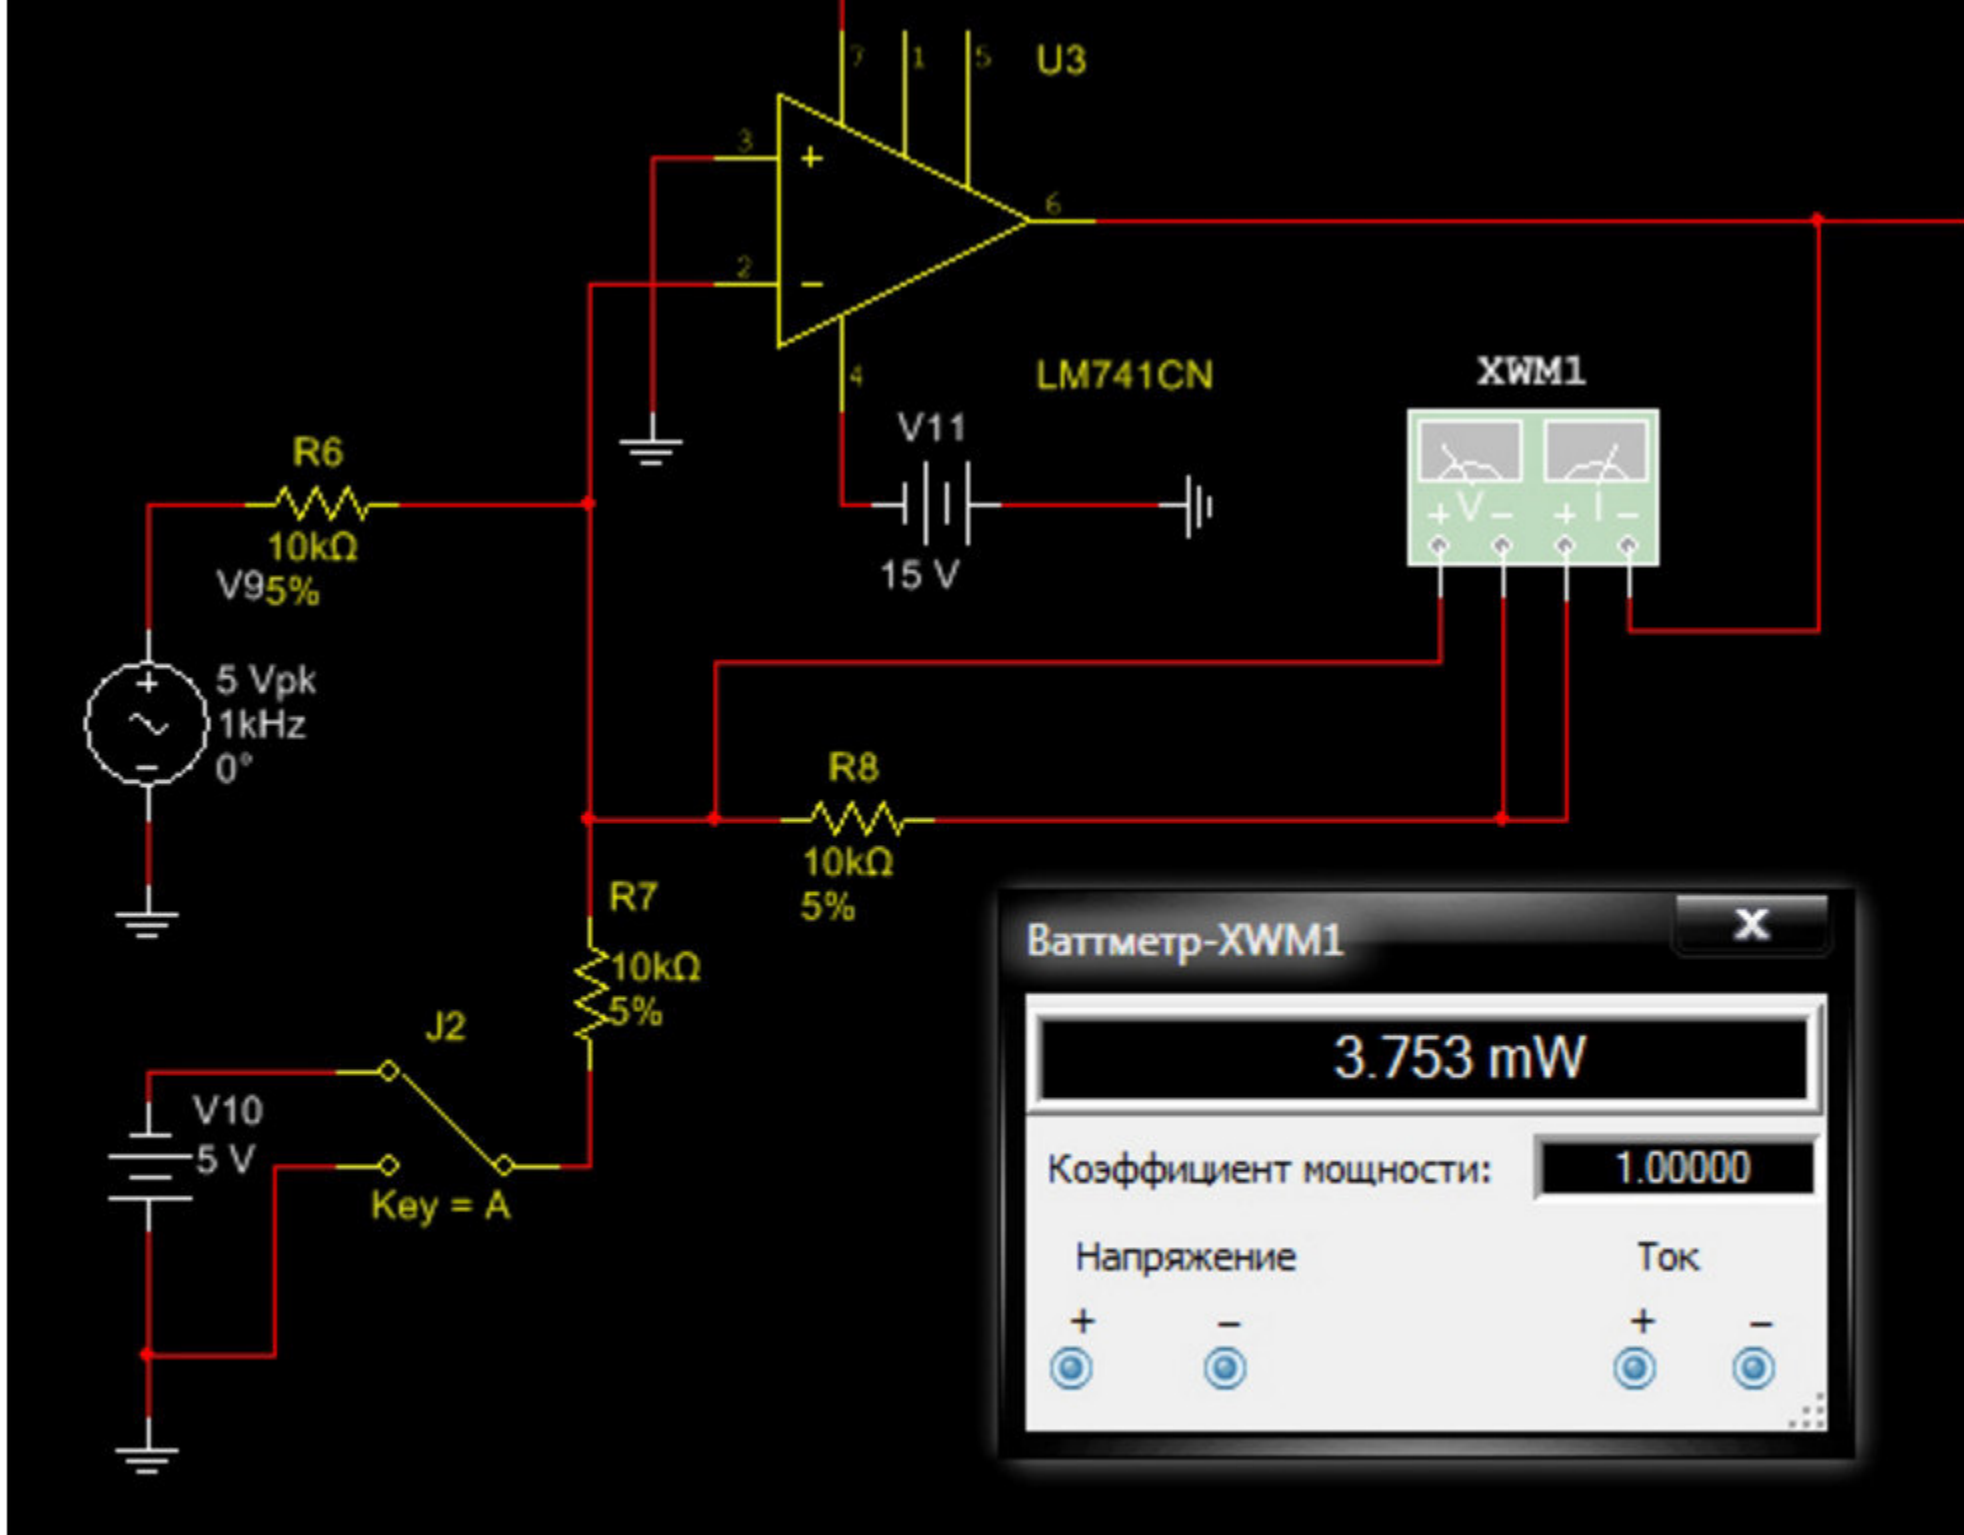 7
1
5
U3
3
+
6
2
−
4
LM741CN
XWM1
V11
R6
+ V − + I −
10kΩ
V9
5%
15 V
+
5 Vpk
1kHz
0°
−
R8
10kΩ
5%
R7
10kΩ
5%
Ваттметр-XWM1
X
J2
3.753 mW
V10
5 V
Коэффициент мощности:
1.00000
Key = A
Напряжение
Ток
+ − + −